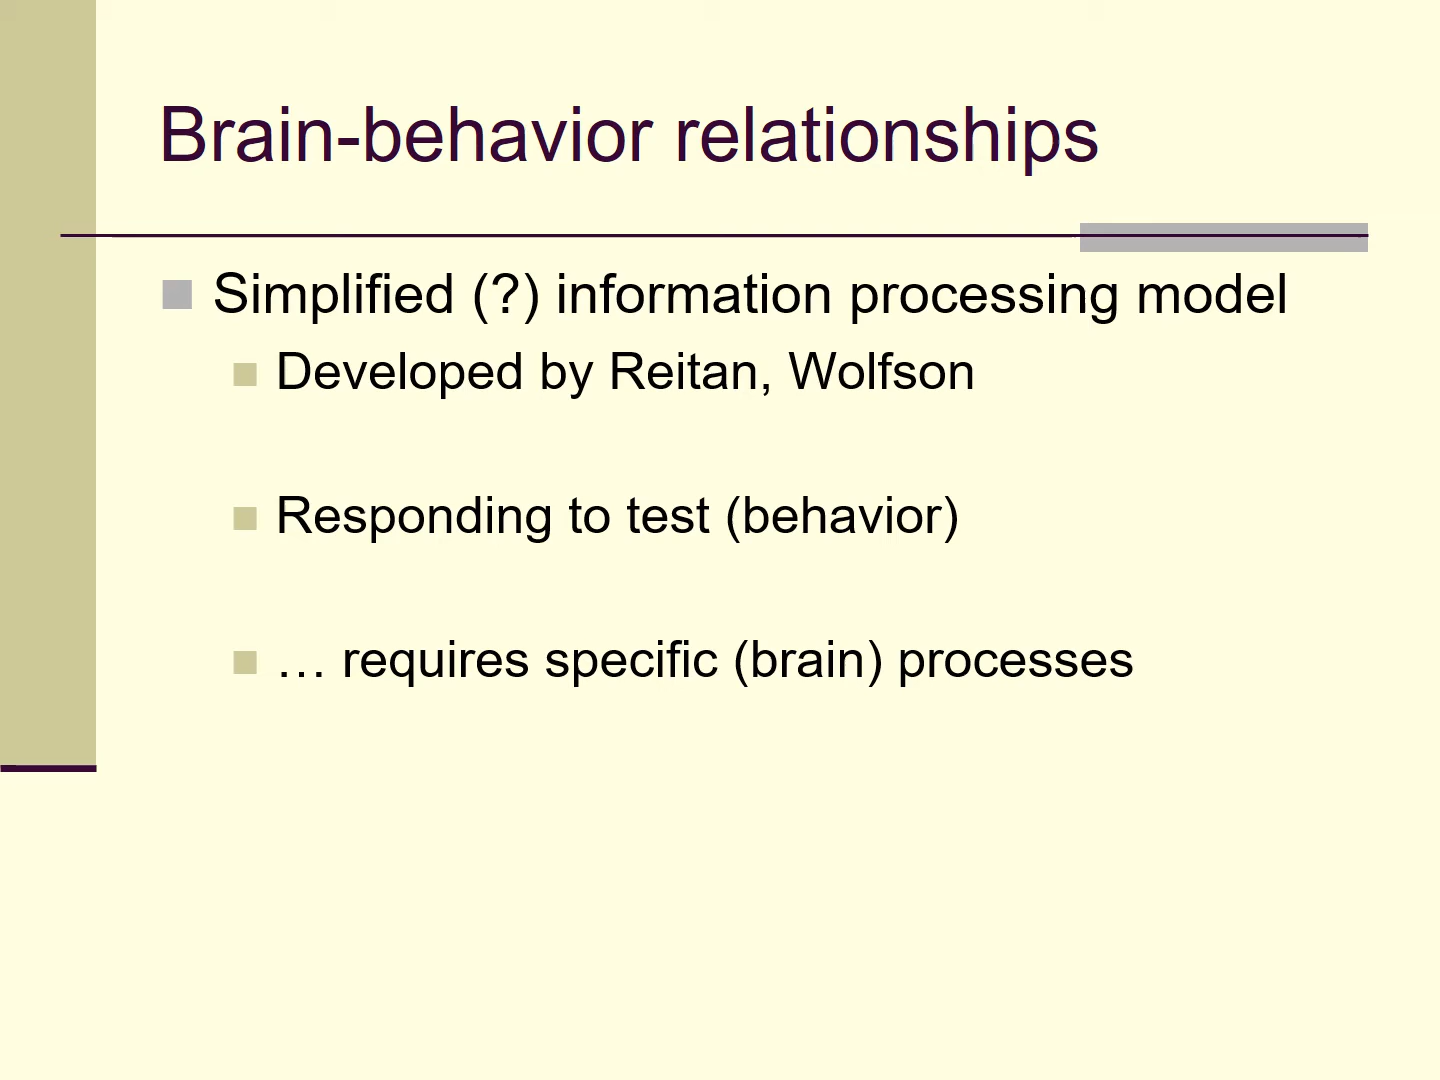 Brain-behavior relationships
Simplified (?) information processing model
Developed by Reitan, Wolfson
Responding to test (behavior)
… requires specific (brain) processes